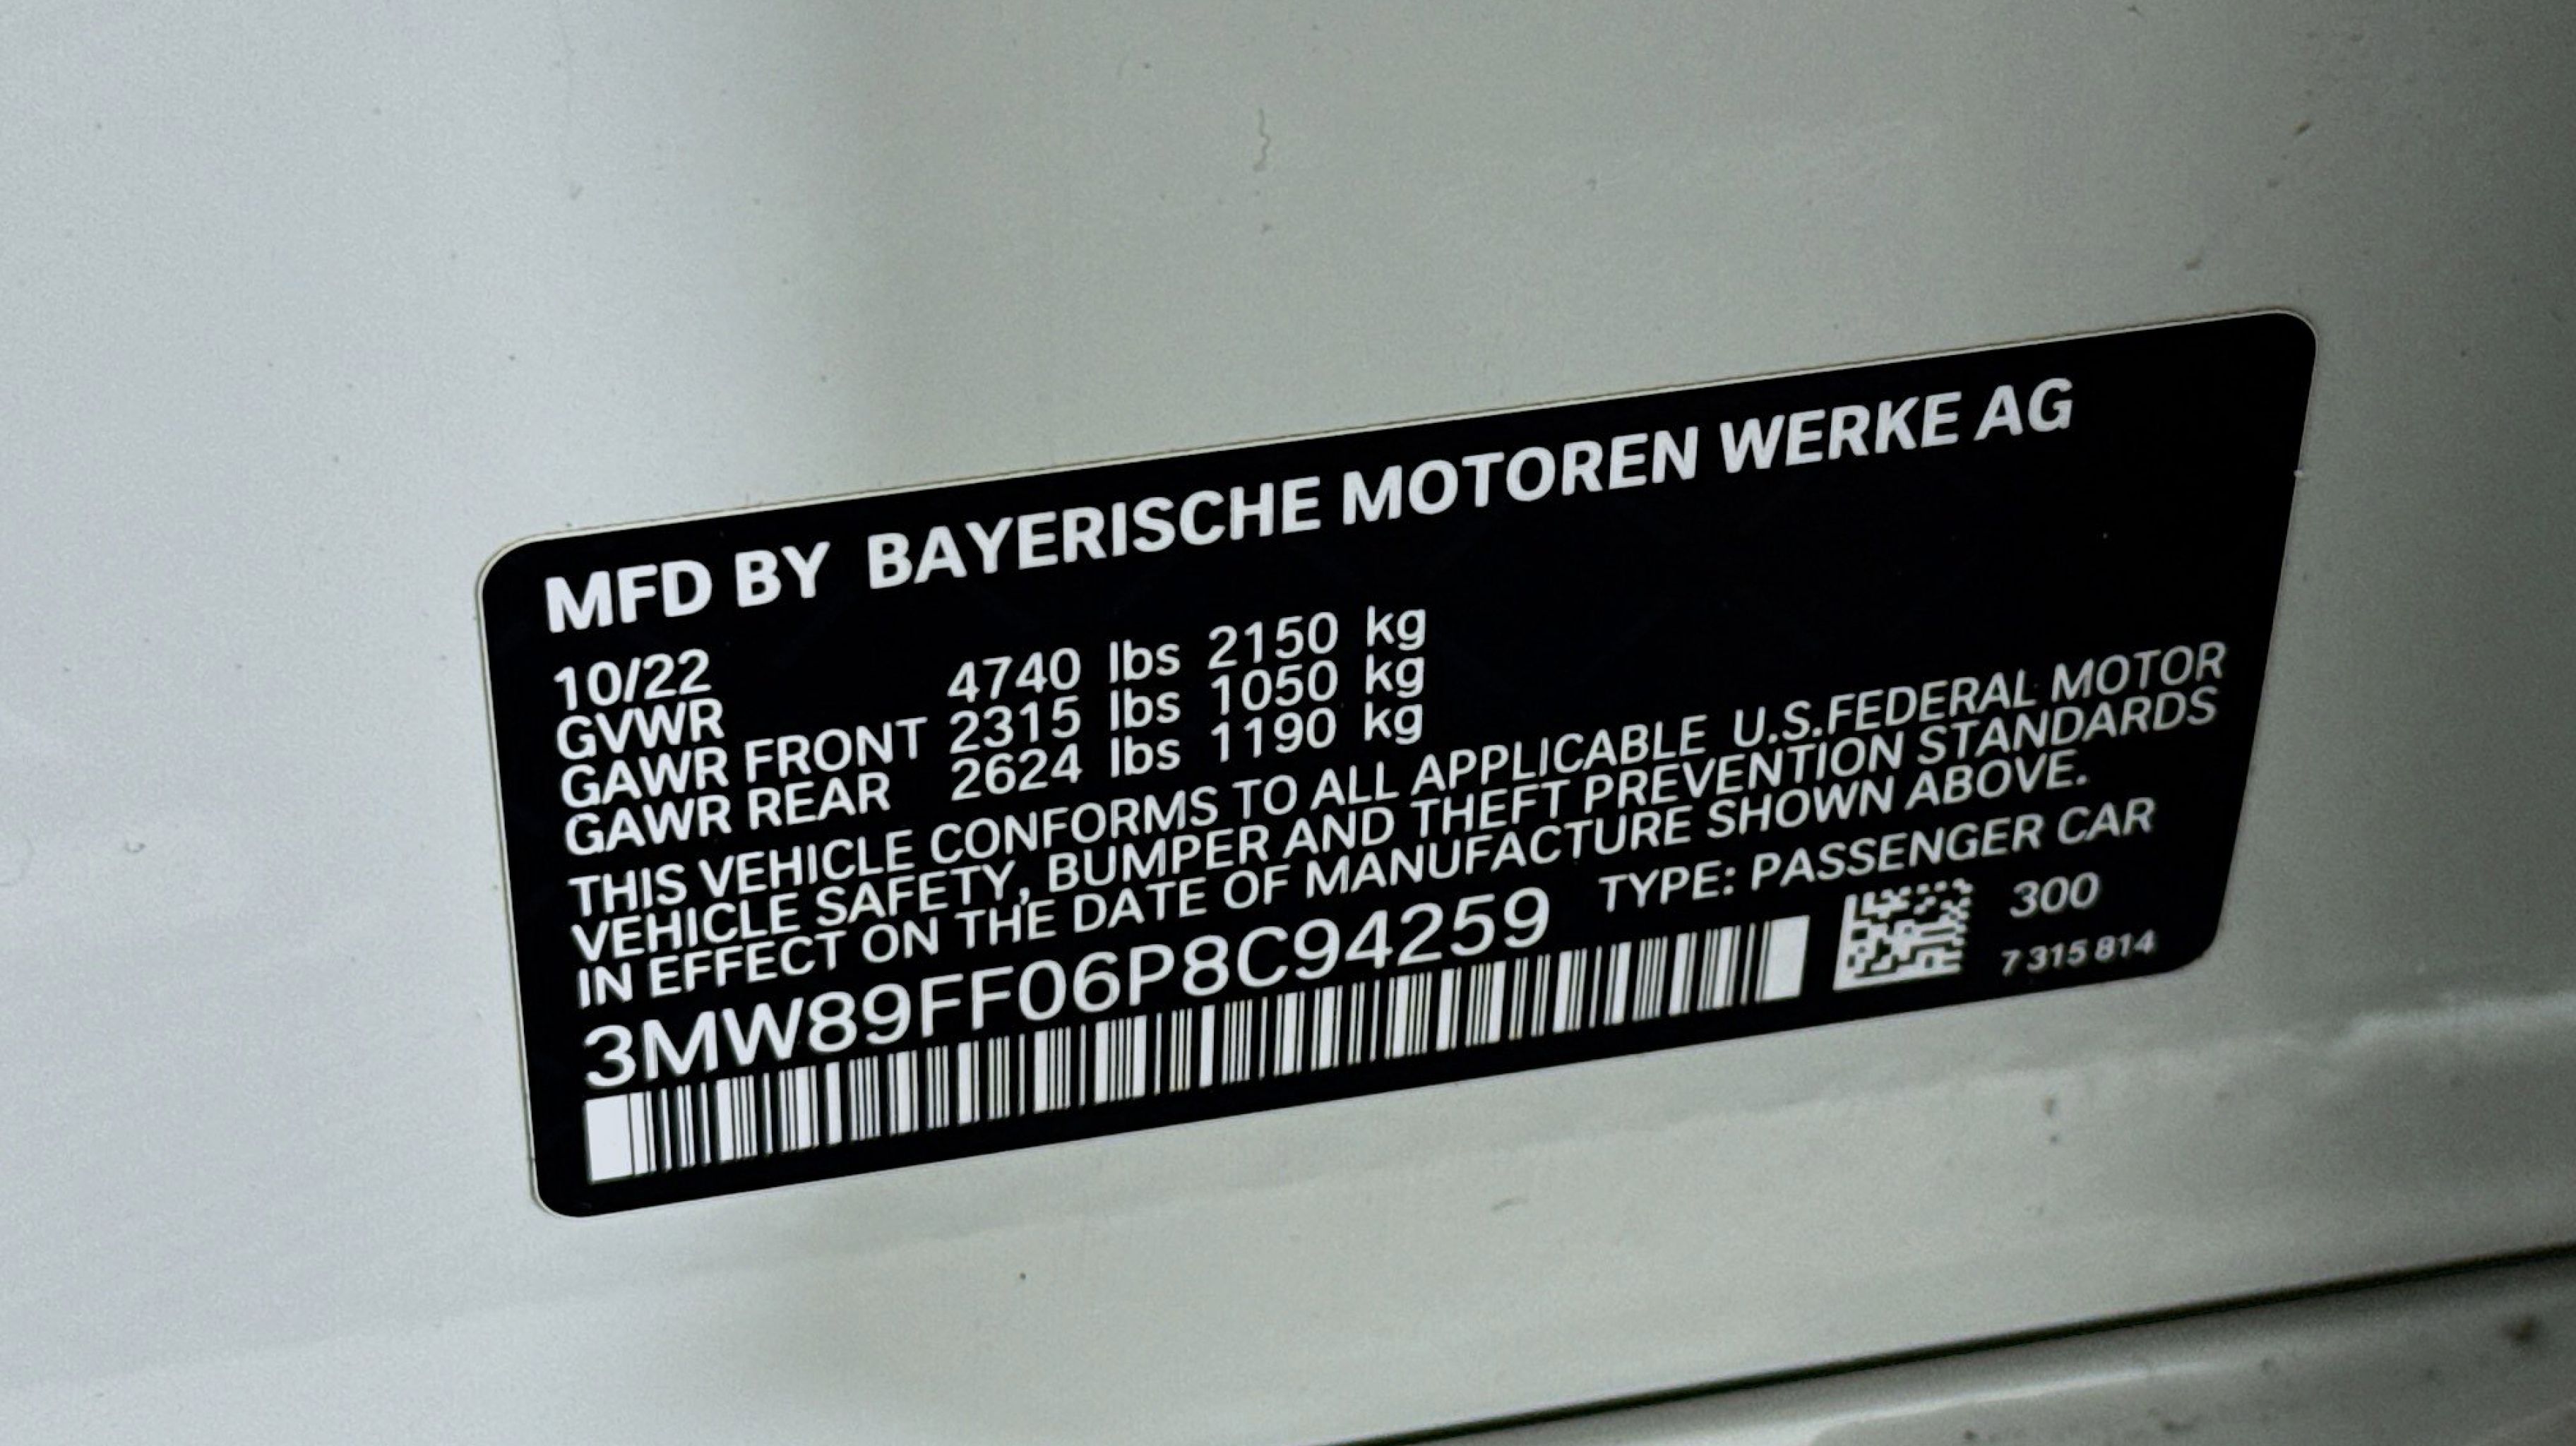 MFD BY BAYERISCHE MOTOREN WERKE AG
10/22
GVWR 4740 lbs 2150 kg
GAWR FRONT 2315 lbs 1050 kg
GAWR REAR 2624 lbs 1190 kg
THIS VEHICLE CONFORMS TO ALL APPLICABLE U.S.FEDERAL MOTOR
VEHICLE SAFETY, BUMPER AND THEFT PREVENTION STANDARDS
IN EFFECT ON THE DATE OF MANUFACTURE SHOWN ABOVE.
3MW89FF06P8C94259 TYPE: PASSENGER CAR
300
7 315 814